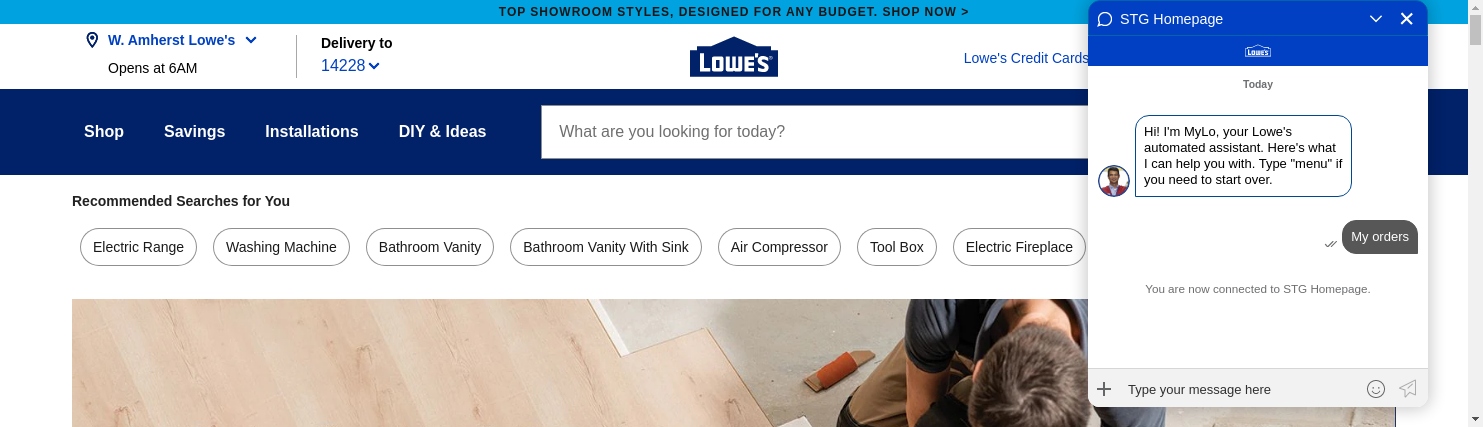 TOP SHOWROOM STYLES, DESIGNED FOR ANY BUDGET. SHOP NOW >
W. Amherst Lowe's
Opens at 6AM
Delivery to
14228
LOWE'S
Lowe's Credit Cards
Shop
Savings
Installations
DIY & Ideas
What are you looking for today?
Recommended Searches for You
Electric Range
Washing Machine
Bathroom Vanity
Bathroom Vanity With Sink
Air Compressor
Tool Box
Electric Fireplace
STG Homepage
LOWE'S
Today
Hi! I'm MyLo, your Lowe's
automated assistant. Here's what
I can help you with. Type "menu" if
you need to start over.
My orders
You are now connected to STG Homepage.
Type your message here